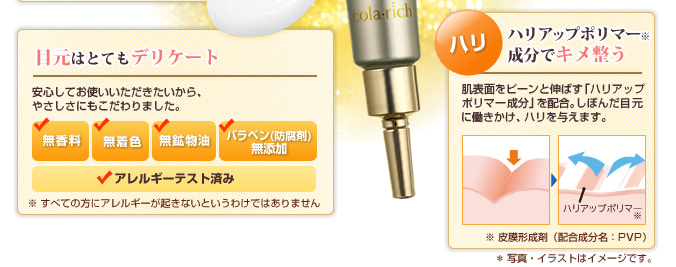 cola·rich
目元はとてもデリケート
安心してお使いいただきたいから、
やさしさにもこだわりました。
無香料
無着色
無鉱物油
パラベン(防腐剤)
無添加
アレルギーテスト済み
※ すべての方にアレルギーが起きないというわけではありません
ハリ
ハリアップポリマー※
成分でキメ整う
肌表面をピーンと伸ばす「ハリアップ
ポリマー成分」を配合。しぼんだ目元
に働きかけ、ハリを与えます。
ハリアップポリマー
※
※ 皮膜形成剤（配合成分名：PVP）
＊ 写真・イラストはイメージです。